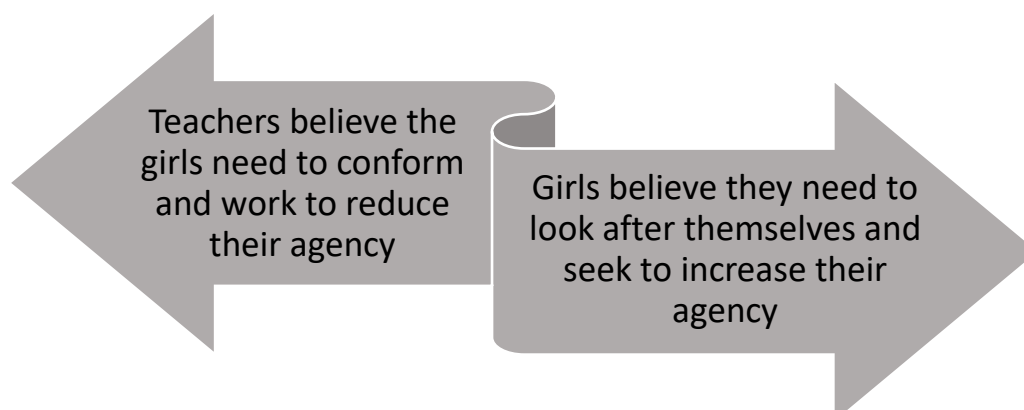 Teachers believe the
girls need to conform
and work to reduce
their agency
Girls believe they need to
look after themselves and
seek to increase their
agency